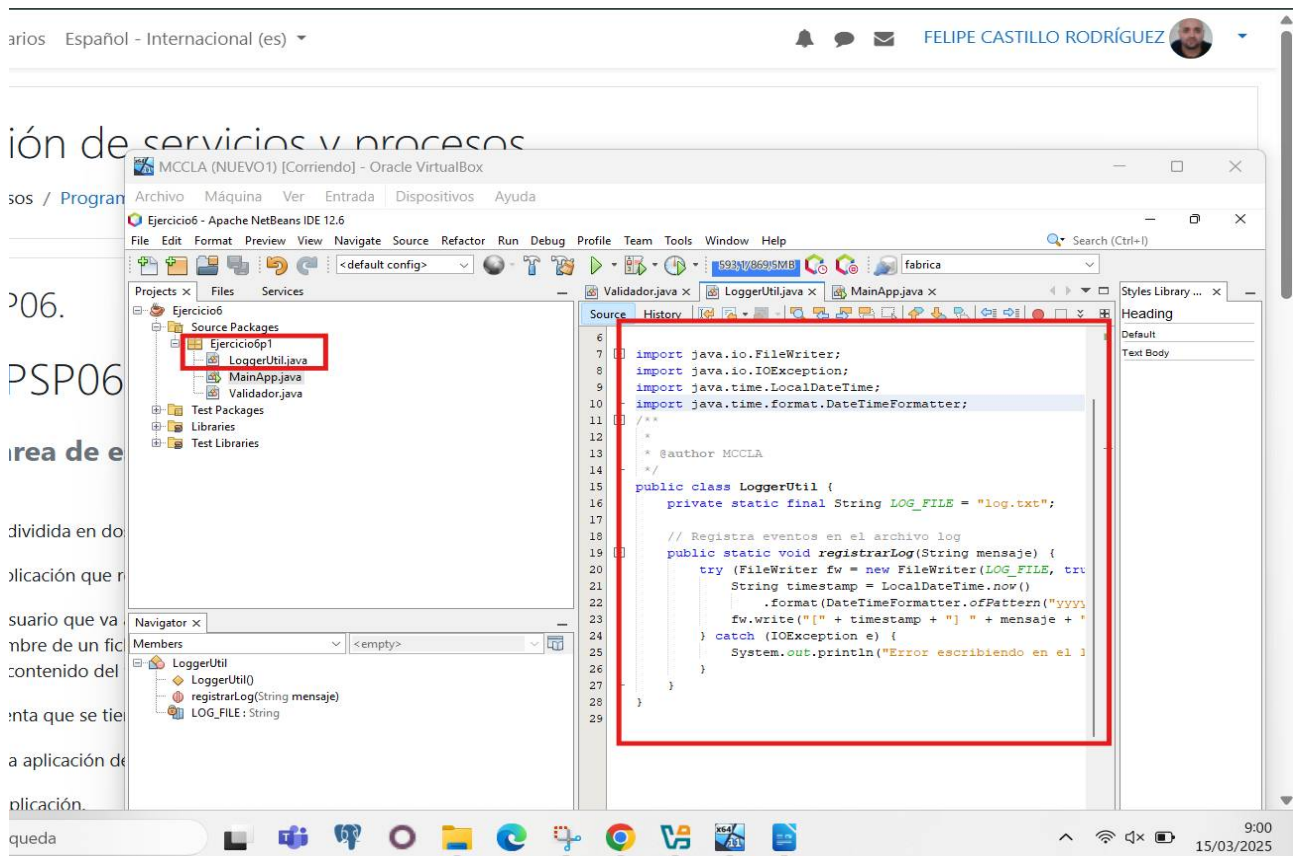 arios Español - Internacional (es)
FELIPE CASTILLO RODRÍGUEZ
ión de servicios y procesos
sos / Program
MCCLA (NUEVO1) [Corriendo] - Oracle VirtualBox
Archivo Máquina Ver Entrada Dispositivos Ayuda
Ejercicio6 - Apache NetBeans IDE 12.6
File Edit Format Preview View Navigate Source Refactor Run Debug Profile Team Tools Window Help
Search (Ctrl+I)
<default config>
593,1/869,5MB
fabrica
Projects Files Services
Ejercicio6
Source Packages
Ejercicio6p1
LoggerUtil.java
MainApp.java
Validador.java
Test Packages
Libraries
Test Libraries
Validador.java LoggerUtil.java MainApp.java
Source History
6
7 import java.io.FileWriter;
8 import java.io.IOException;
9 import java.time.LocalDateTime;
10 import java.time.format.DateTimeFormatter;
11 /**
12 *
13 * @author MCCLA
14 */
15 public class LoggerUtil {
16 private static final String LOG_FILE = "log.txt";
17
18 // Registra eventos en el archivo log
19 public static void registrarLog(String mensaje) {
20 try (FileWriter fw = new FileWriter(LOG_FILE, tru
21 String timestamp = LocalDateTime.now()
22 .format(DateTimeFormatter.ofPattern("yyyy
23 fw.write("[" + timestamp + "] " + mensaje + "
24 } catch (IOException e) {
25 System.out.println("Error escribiendo en el l
26 }
27 }
28 }
29
Styles Library ...
Heading
Default
Text Body
Navigator
Members <empty>
LoggerUtil
LoggerUtil()
registrarLog(String mensaje)
LOG_FILE : String
P06.
PSP06
area de e
dividida en do
plicación que r
suario que va
mbre de un fic
contenido del
enta que se tie
a aplicación de
plicación.
queda
9:00
15/03/2025